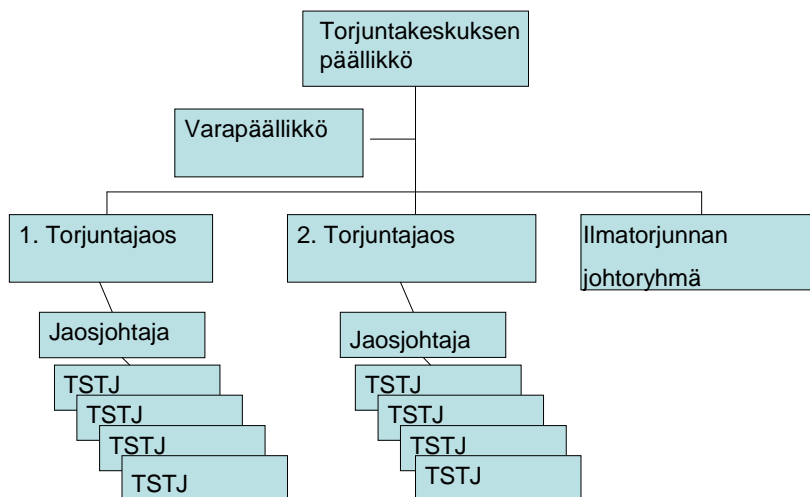 Torjuntakeskuksen
päällikkö
Varapäällikkö
1. Torjuntajaos
2. Torjuntajaos
Ilmatorjunnan
johtoryhmä
Jaosjohtaja
TSTJ
TSTJ
TSTJ
TSTJ
Jaosjohtaja
TSTJ
TSTJ
TSTJ
TSTJ